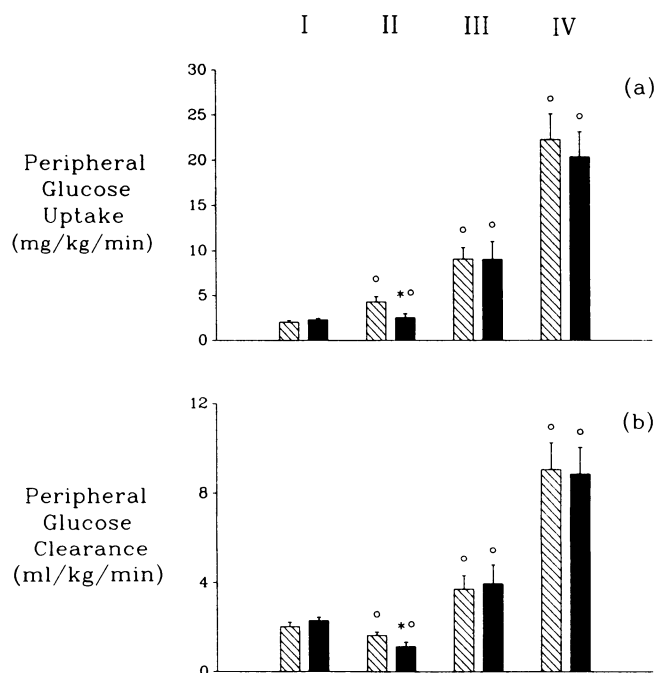 I II III IV
(a)
Peripheral
Glucose
Uptake
(mg/kg/min)
30
25
20
15
10
5
0
° ° * ° ° ° ° °
(b)
Peripheral
Glucose
Clearance
(ml/kg/min)
12
8
4
0
° * ° ° ° ° °